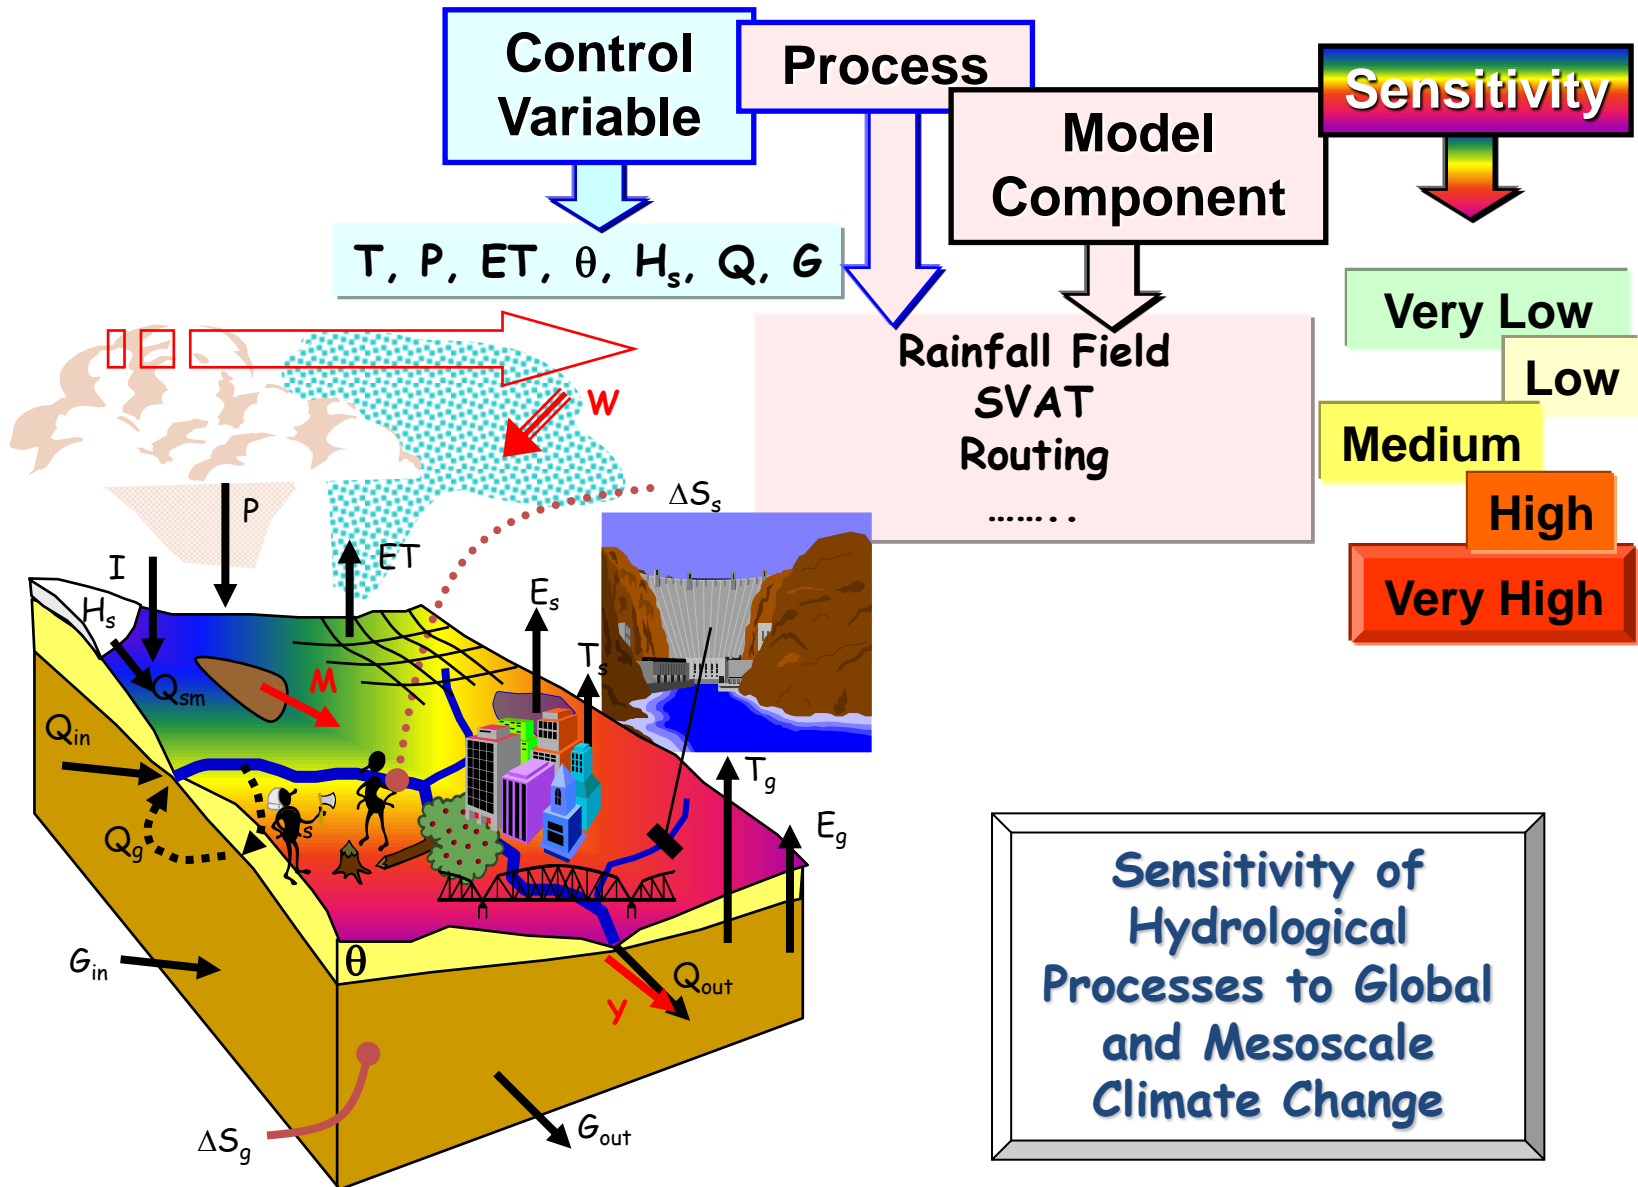 Control
Variable
Process
Model
Component
Sensitivity
T, P, ET, θ, Hs, Q, G
Rainfall Field
SVAT
Routing
……..
Very Low
Low
Medium
High
Very High
W
ΔSs
P
ET
I
Hs
Es
Ts
Qsm
M
Qin
Qg
s
Tg
Eg
Gin
θ
Qout
Y
ΔSg
Gout
Sensitivity of
Hydrological
Processes to Global
and Mesoscale
Climate Change